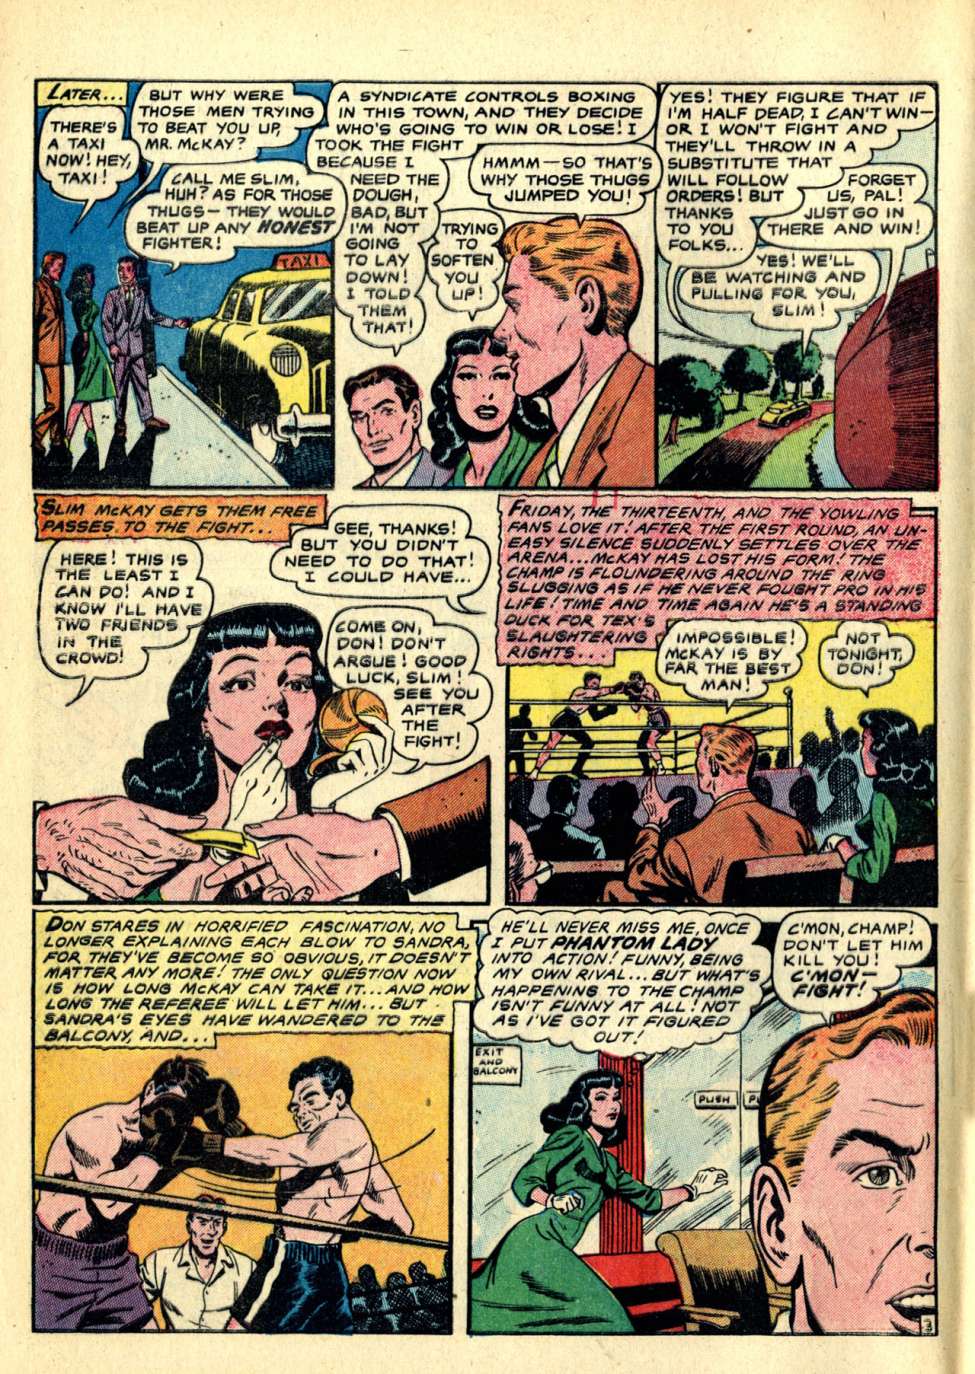 LATER...
THERE'S
A TAXI
NOW! HEY,
TAXI!
BUT WHY WERE
THOSE MEN TRYING
TO BEAT YOU UP,
MR. McKAY?
CALL ME SLIM,
HUH? AS FOR THOSE
THUGS— THEY WOULD
BEAT UP ANY HONEST
FIGHTER!
TAXI
A SYNDICATE CONTROLS BOXING
IN THIS TOWN, AND THEY DECIDE
WHO'S GOING TO WIN OR LOSE! I
TOOK THE FIGHT
BECAUSE I
NEED THE
DOUGH,
BAD, BUT
I'M NOT
GOING
TO LAY
DOWN!
I TOLD
THEM
THAT!
TRYING
TO
SOFTEN
YOU
UP!
HMMM—SO THAT'S
WHY THOSE THUGS
JUMPED YOU!
YES! THEY FIGURE THAT IF
I'M HALF DEAD, I CAN'T WIN—
OR I WON'T FIGHT AND
THEY'LL THROW IN A
SUBSTITUTE THAT
WILL FOLLOW
ORDERS! BUT
THANKS
TO YOU
FOLKS...
FORGET
US, PAL!
JUST GO IN
THERE AND WIN!
YES! WE'LL
BE WATCHING AND
PULLING FOR YOU,
SLIM!
SLIM McKAY GETS THEM FREE
PASSES TO THE FIGHT...
HERE! THIS IS
THE LEAST I
CAN DO! AND I
KNOW I'LL HAVE
TWO FRIENDS
IN THE
CROWD!
GEE, THANKS!
BUT YOU DIDN'T
NEED TO DO THAT!
I COULD HAVE...
COME ON,
DON! DON'T
ARGUE! GOOD
LUCK, SLIM!
SEE YOU
AFTER
THE
FIGHT!
FRIDAY, THE THIRTEENTH, AND THE YOWLING
FANS LOVE IT! AFTER THE FIRST ROUND, AN UN-
EASY SILENCE SUDDENLY SETTLES OVER THE
ARENA...McKAY HAS LOST HIS FORM! THE
CHAMP IS FLOUNDERING AROUND THE RING
SLUGGING AS IF HE NEVER FOUGHT PRO IN HIS
LIFE! TIME AND TIME AGAIN HE'S A STANDING
DUCK FOR TEX'S
SLAUGHTERING
RIGHTS...
IMPOSSIBLE!
McKAY IS BY
FAR THE BEST
MAN!
NOT
TONIGHT,
DON!
DON STARES IN HORRIFIED FASCINATION, NO
LONGER EXPLAINING EACH BLOW TO SANDRA,
FOR THEY'VE BECOME SO OBVIOUS, IT DOESN'T
MATTER ANY MORE! THE ONLY QUESTION NOW
IS HOW LONG McKAY CAN TAKE IT...AND HOW
LONG THE REFEREE WILL LET HIM... BUT
SANDRA'S EYES HAVE WANDERED TO THE
BALCONY, AND...
HE'LL NEVER MISS ME, ONCE
I PUT PHANTOM LADY
INTO ACTION! FUNNY, BEING
MY OWN RIVAL... BUT WHAT'S
HAPPENING TO THE CHAMP
ISN'T FUNNY AT ALL! NOT
AS I'VE GOT IT FIGURED
OUT!
C'MON, CHAMP!
DON'T LET HIM
KILL YOU!
C'MON—
FIGHT!
EXIT
AND
BALCONY
PUSH
PU
3